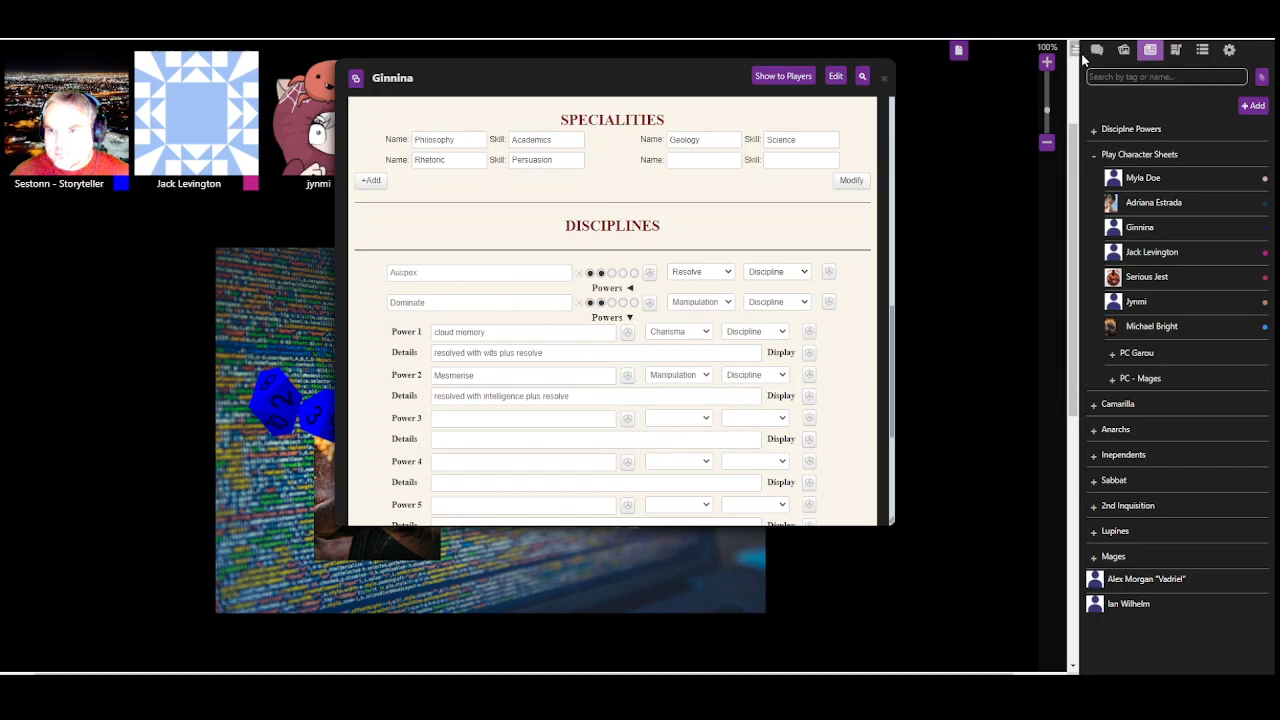 100%
Search by tag or name...
+ Add
Ginnina
Show to Players
Edit
SPECIALITIES
Name: Philosophy Skill: Academics Name: Geology Skill: Science
Name: Rhetoric Skill: Persuasion Name: Skill:
+Add Modify
DISCIPLINES
Auspex Resolve Discipline
Powers ◄
Dominate Manipulation Discipline
Powers ▼
Power 1 cloud memory Charisma Discipline
Details resolved with wits plus resolve Display
Power 2 Mesmerise Manipulation Discipline
Details resolved with intelligence plus resolve Display
Power 3
Details Display
Power 4
Details Display
Power 5
Details Display
Sestonn - Storyteller
Jack Levington
jynmi
+ Discipline Powers
- Play Character Sheets
Myla Doe
Adriana Estrada
Ginnina
Jack Levington
Serious Jed
Jynmi
Michael Bright
+ PC Grou
+ PC - Mages
+ Camarilla
+ Anarchs
+ Inependents
+ Sabbat
+ 2nd Inquisition
+ Lupines
+ Mages
Alex Morgan "Vadriel"
Ian Wilhelm